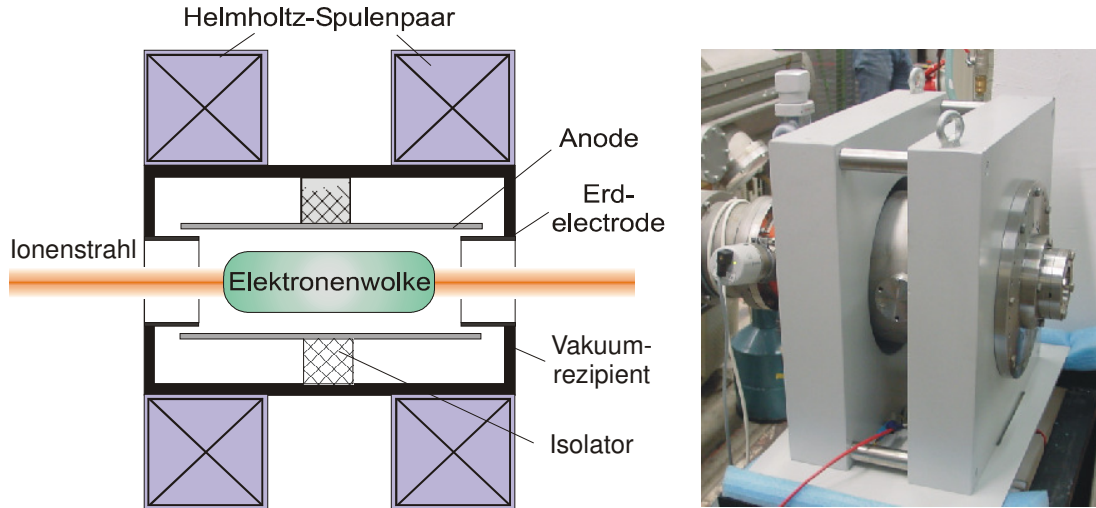 Helmholtz-Spulenpaar
Anode
Erd-
electrode
Ionenstrahl
Elektronenwolke
Vakuum-
rezipient
Isolator